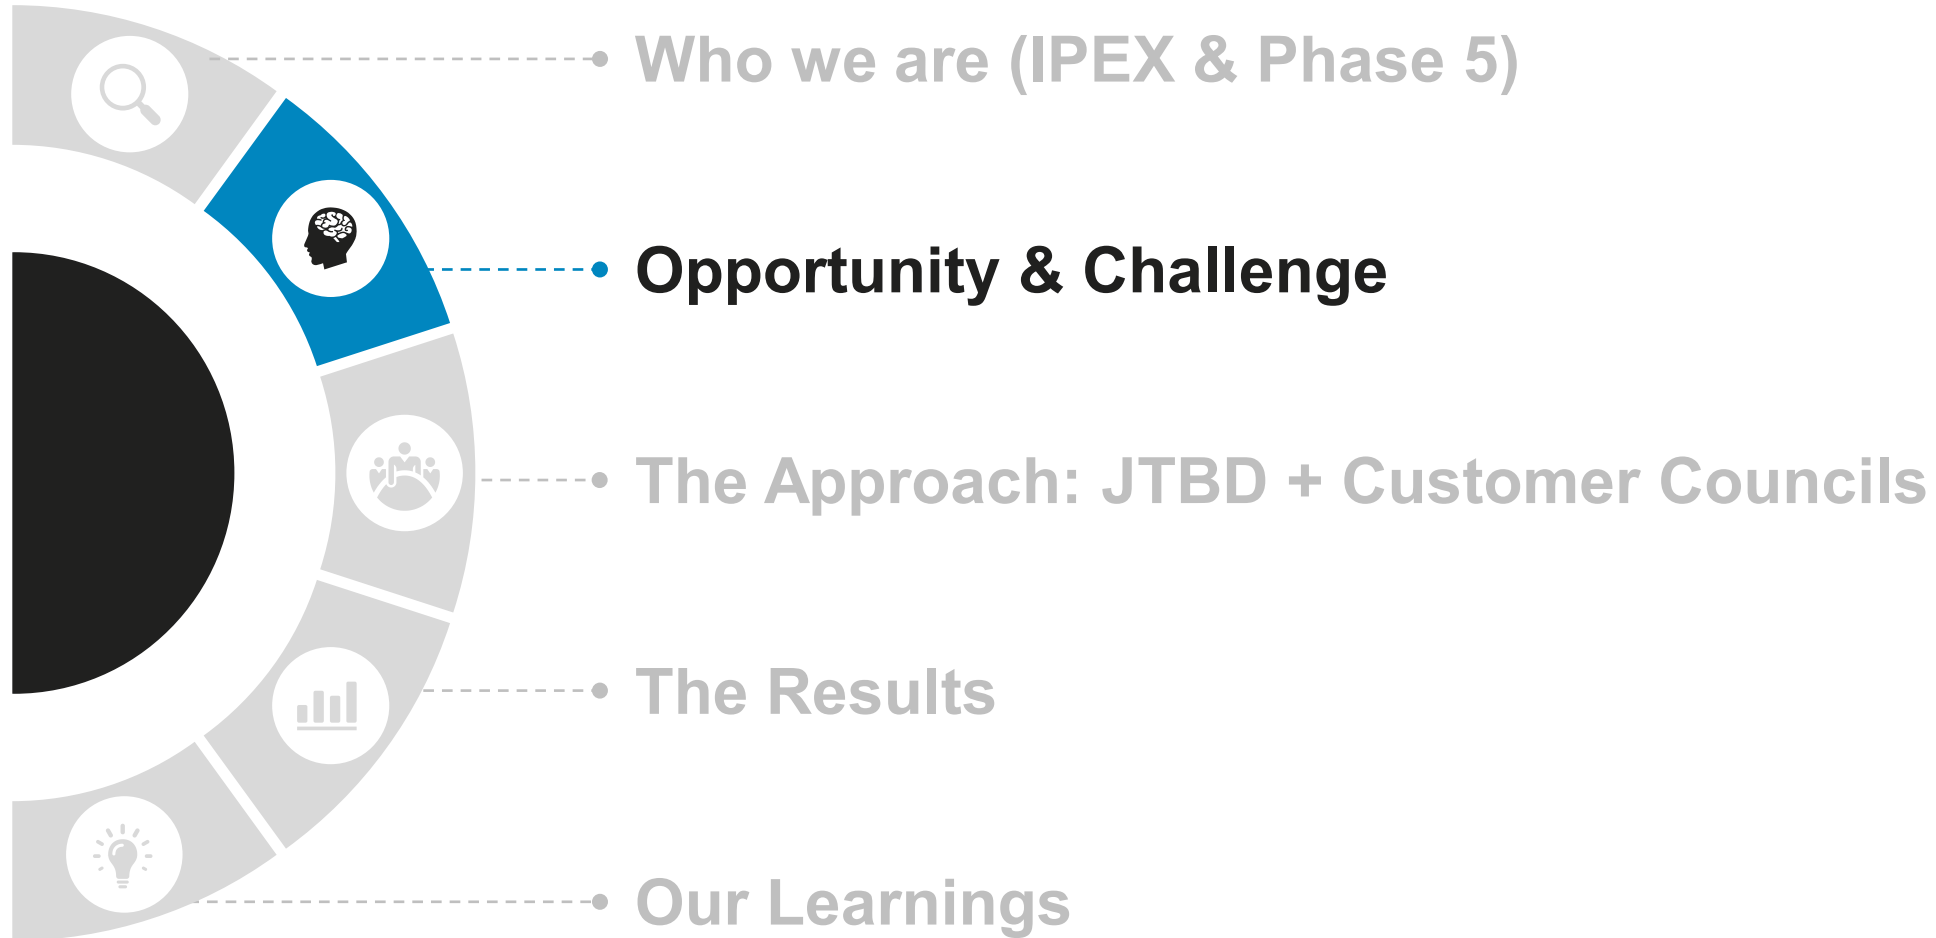 Who we are (IPEX & Phase 5)
Opportunity & Challenge
The Approach: JTBD + Customer Councils
The Results
Our Learnings